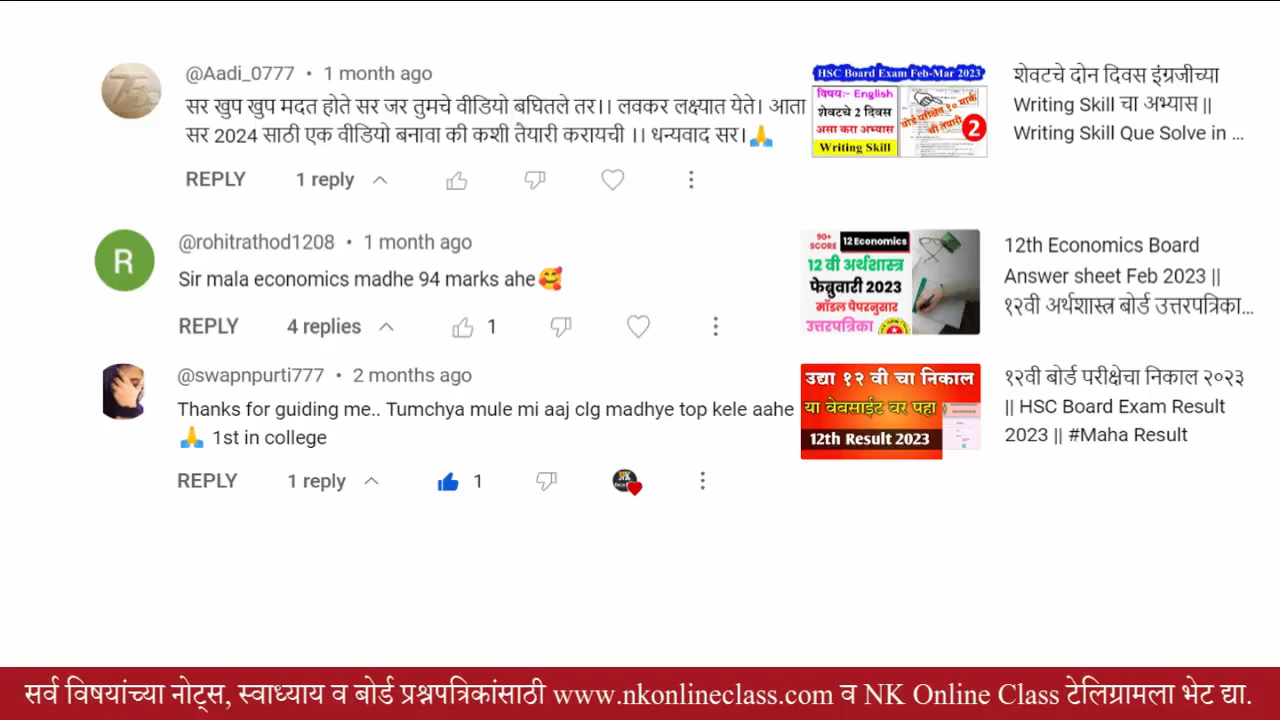 @Aadi_0777 • 1 month ago
सर खुप खुप मदत होते सर जर तुमचे वीडियो बघितले तर।। लवकर लक्ष्यात येते। आता
सर 2024 साठी एक वीडियो बनावा की कशी तैयारी करायची ।। धन्यवाद सर।🙏
REPLY 1 reply
HSC Board Exam Feb-Mar 2023
विषय:- English
शेवटचे 2 दिवस
असा करा अभ्यास
Writing Skill
2
शेवटचे दोन दिवस इंग्रजीच्या
Writing Skill चा अभ्यास ||
Writing Skill Que Solve in ...
R
@rohitrathod1208 • 1 month ago
Sir mala economics madhe 94 marks ahe🥰
REPLY 4 replies 1
90+
SCORE
12 Economics
12 वी अर्थशास्त्र
फेब्रुवारी 2023
मॉडल पेपरनुसार
उत्तरपत्रिका
12th Economics Board
Answer sheet Feb 2023 ||
१२वी अर्थशास्त्र बोर्ड उत्तरपत्रिका...
@swapnpurti777 • 2 months ago
Thanks for guiding me.. Tumchya mule mi aaj clg madhye top kele aahe
🙏 1st in college
REPLY 1 reply 1
NK
उद्या १२ वी चा निकाल
या वेबसाईट वर पहा
12th Result 2023
१२वी बोर्ड परीक्षेचा निकाल २०२३
|| HSC Board Exam Result
2023 || #Maha Result
सर्व विषयांच्या नोट्स, स्वाध्याय व बोर्ड प्रश्नपत्रिकांसाठी www.nkonlineclass.com व NK Online Class टेलिग्रामला भेट द्या.